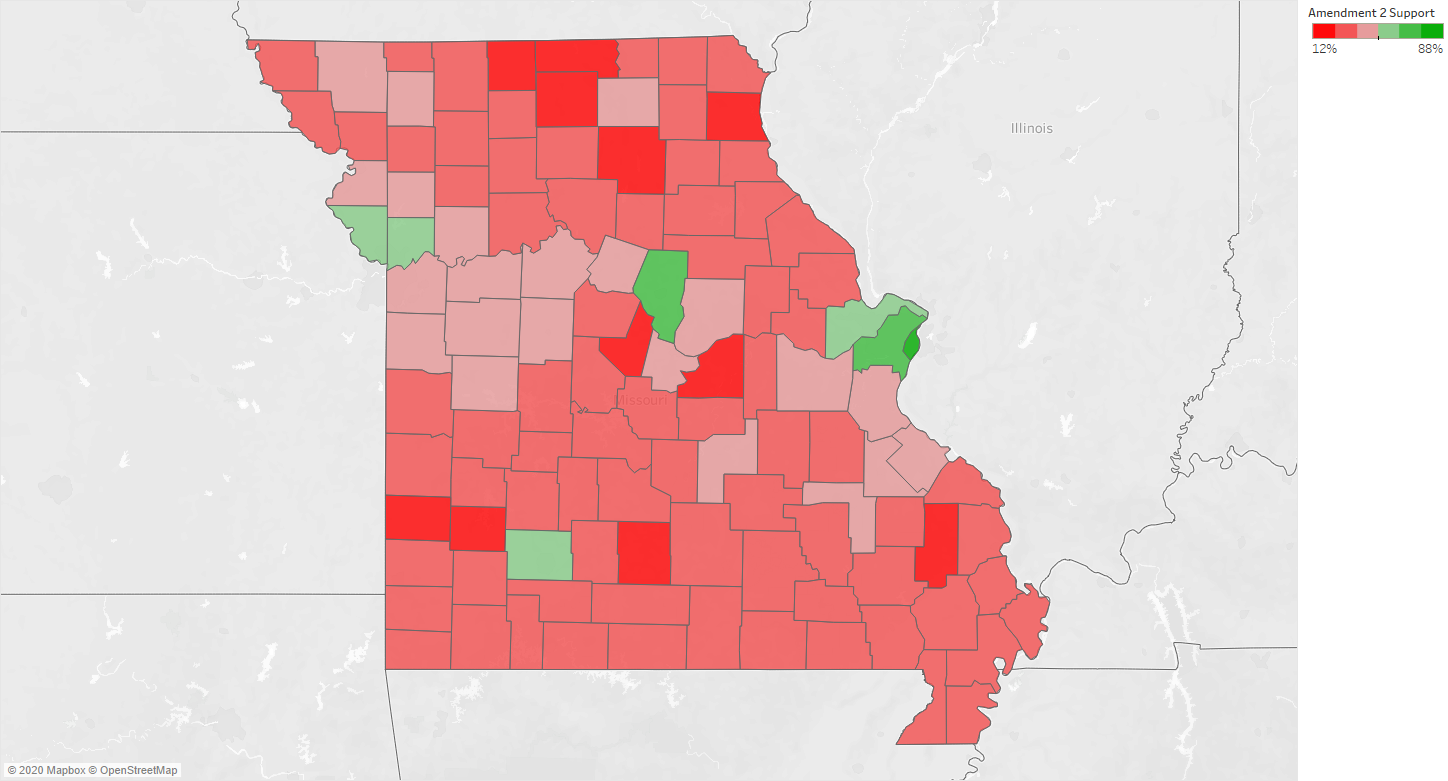 Amendment 2 Support
12% 88%
Illinois
Missouri
© 2020 Mapbox © OpenStreetMap